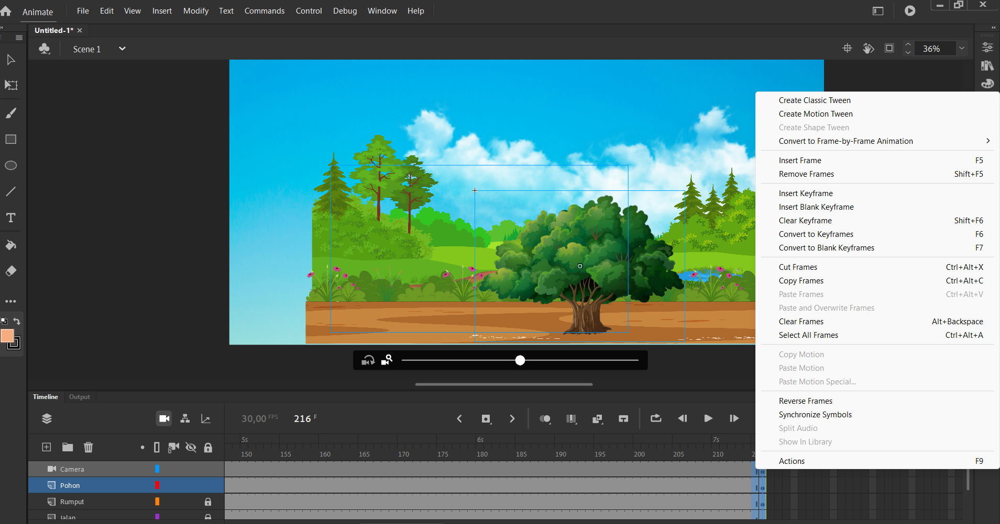 Animate
File Edit View Insert Modify Text Commands Control Debug Window Help
Untitled-1*
Scene 1
36%
Create Classic Tween
Create Motion Tween
Create Shape Tween
Convert to Frame-by-Frame Animation
Insert Frame F5
Remove Frames Shift+F5
Insert Keyframe
Insert Blank Keyframe
Clear Keyframe Shift+F6
Convert to Keyframes F6
Convert to Blank Keyframes F7
Cut Frames Ctrl+Alt+X
Copy Frames Ctrl+Alt+C
Paste Frames Ctrl+Alt+V
Paste and Overwrite Frames
Clear Frames Alt+Backspace
Select All Frames Ctrl+Alt+A
Copy Motion
Paste Motion
Paste Motion Special...
Reverse Frames
Synchronize Symbols
Split Audio
Show In Library
Actions F9
Timeline Output
30,00 FPS 216 F
5s 6s 7s
150 155 160 165 170 175 180 185 190 195 200 205 210
Camera
Pohon
Rumput
Jalan